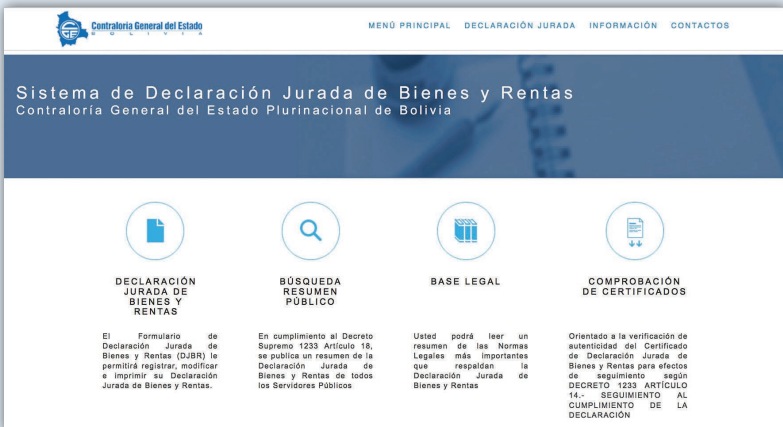 Contraloría General del Estado
B O L I V I A
MENÚ PRINCIPAL DECLARACIÓN JURADA INFORMACIÓN CONTACTOS
Sistema de Declaración Jurada de Bienes y Rentas
Contraloría General del Estado Plurinacional de Bolivia
DECLARACIÓN
JURADA DE
BIENES Y
RENTAS
El Formulario de
Declaración Jurada de
Bienes y Rentas (DJBR) le
permitirá registrar, modificar
e imprimir su Declaración
Jurada de Bienes y Rentas.
BÚSQUEDA
RESUMEN
PÚBLICO
En cumplimiento al Decreto
Supremo 1233 Artículo 18,
se publica un resumen de la
Declaración Jurada de
Bienes y Rentas de todos
los Servidores Públicos
BASE LEGAL
Usted podrá leer un
resumen de las Normas
Legales más importantes
que respaldan la
Declaración Jurada de
Bienes y Rentas
COMPROBACIÓN
DE CERTIFICADOS
Orientado a la verificación de
autenticidad del Certificado
de Declaración Jurada de
Bienes y Rentas para efectos
de seguimiento según
DECRETO 1233 ARTÍCULO
14.- SEGUIMIENTO AL
CUMPLIMIENTO DE LA
DECLARACIÓN